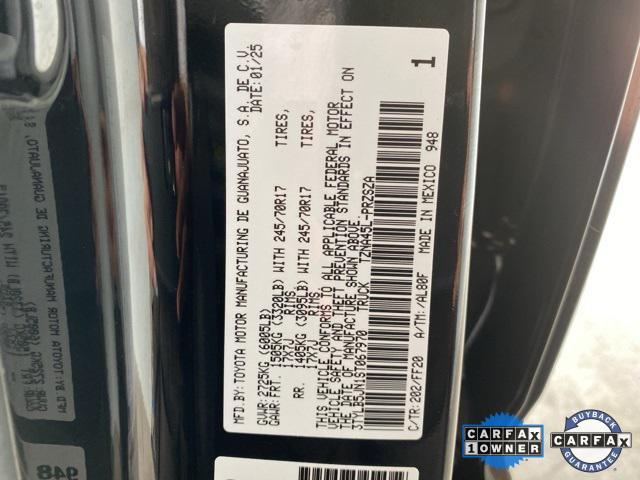 MFD.BY:TOYOTA MOTOR MANUFACTURING DE GUANAJUATO, S.A.DE C.V.
DATE:01/25
GVWR:2725KG (6005LB)
GAWR:FRT. 1505KG (3320LB) WITH 245/70R17 TIRES,
17X7J RIMS,
RR. 1405KG (3095LB) WITH 245/70R17 TIRES,
17X7J RIMS
THIS VEHICLE CONFORMS TO ALL APPLICABLE FEDERAL MOTOR
VEHICLE SAFETY AND THEFT PREVENTION STANDARDS IN EFFECT ON
THE DATE OF MANUFACTURE SHOWN ABOVE.
3TYLB5JN1ST067970 TRUCK TZNA45L-PRZSZA
C/TR:202/FF20 A/TM:/AL80F MADE IN MEXICO 948
1
CARFAX
1 OWNER
BUYBACK
CARFAX
GUARANTEE